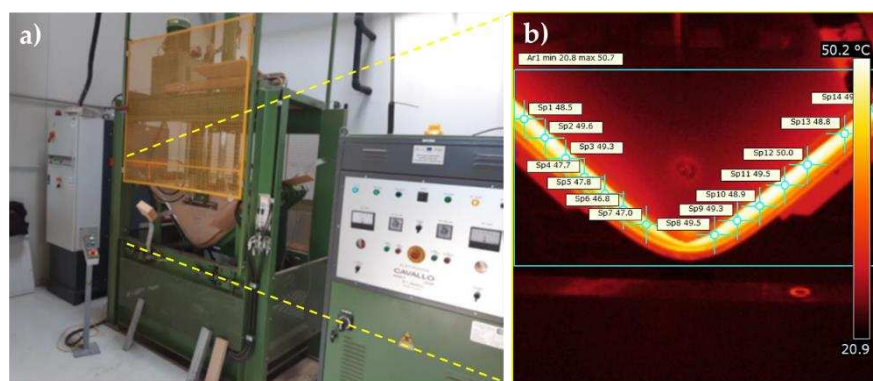 a)
CAVALLO
b)
50.2 °C
Ar1 min 20.8 max 50.7
Sp1 48.5
Sp2 49.6
Sp3 49.3
Sp4 47.7
Sp5 47.8
Sp6 46.8
Sp7 47.0
Sp8 49.5
Sp9 49.3
Sp10 48.9
Sp11 49.5
Sp12 50.0
Sp13 48.8
Sp14 49
20.9